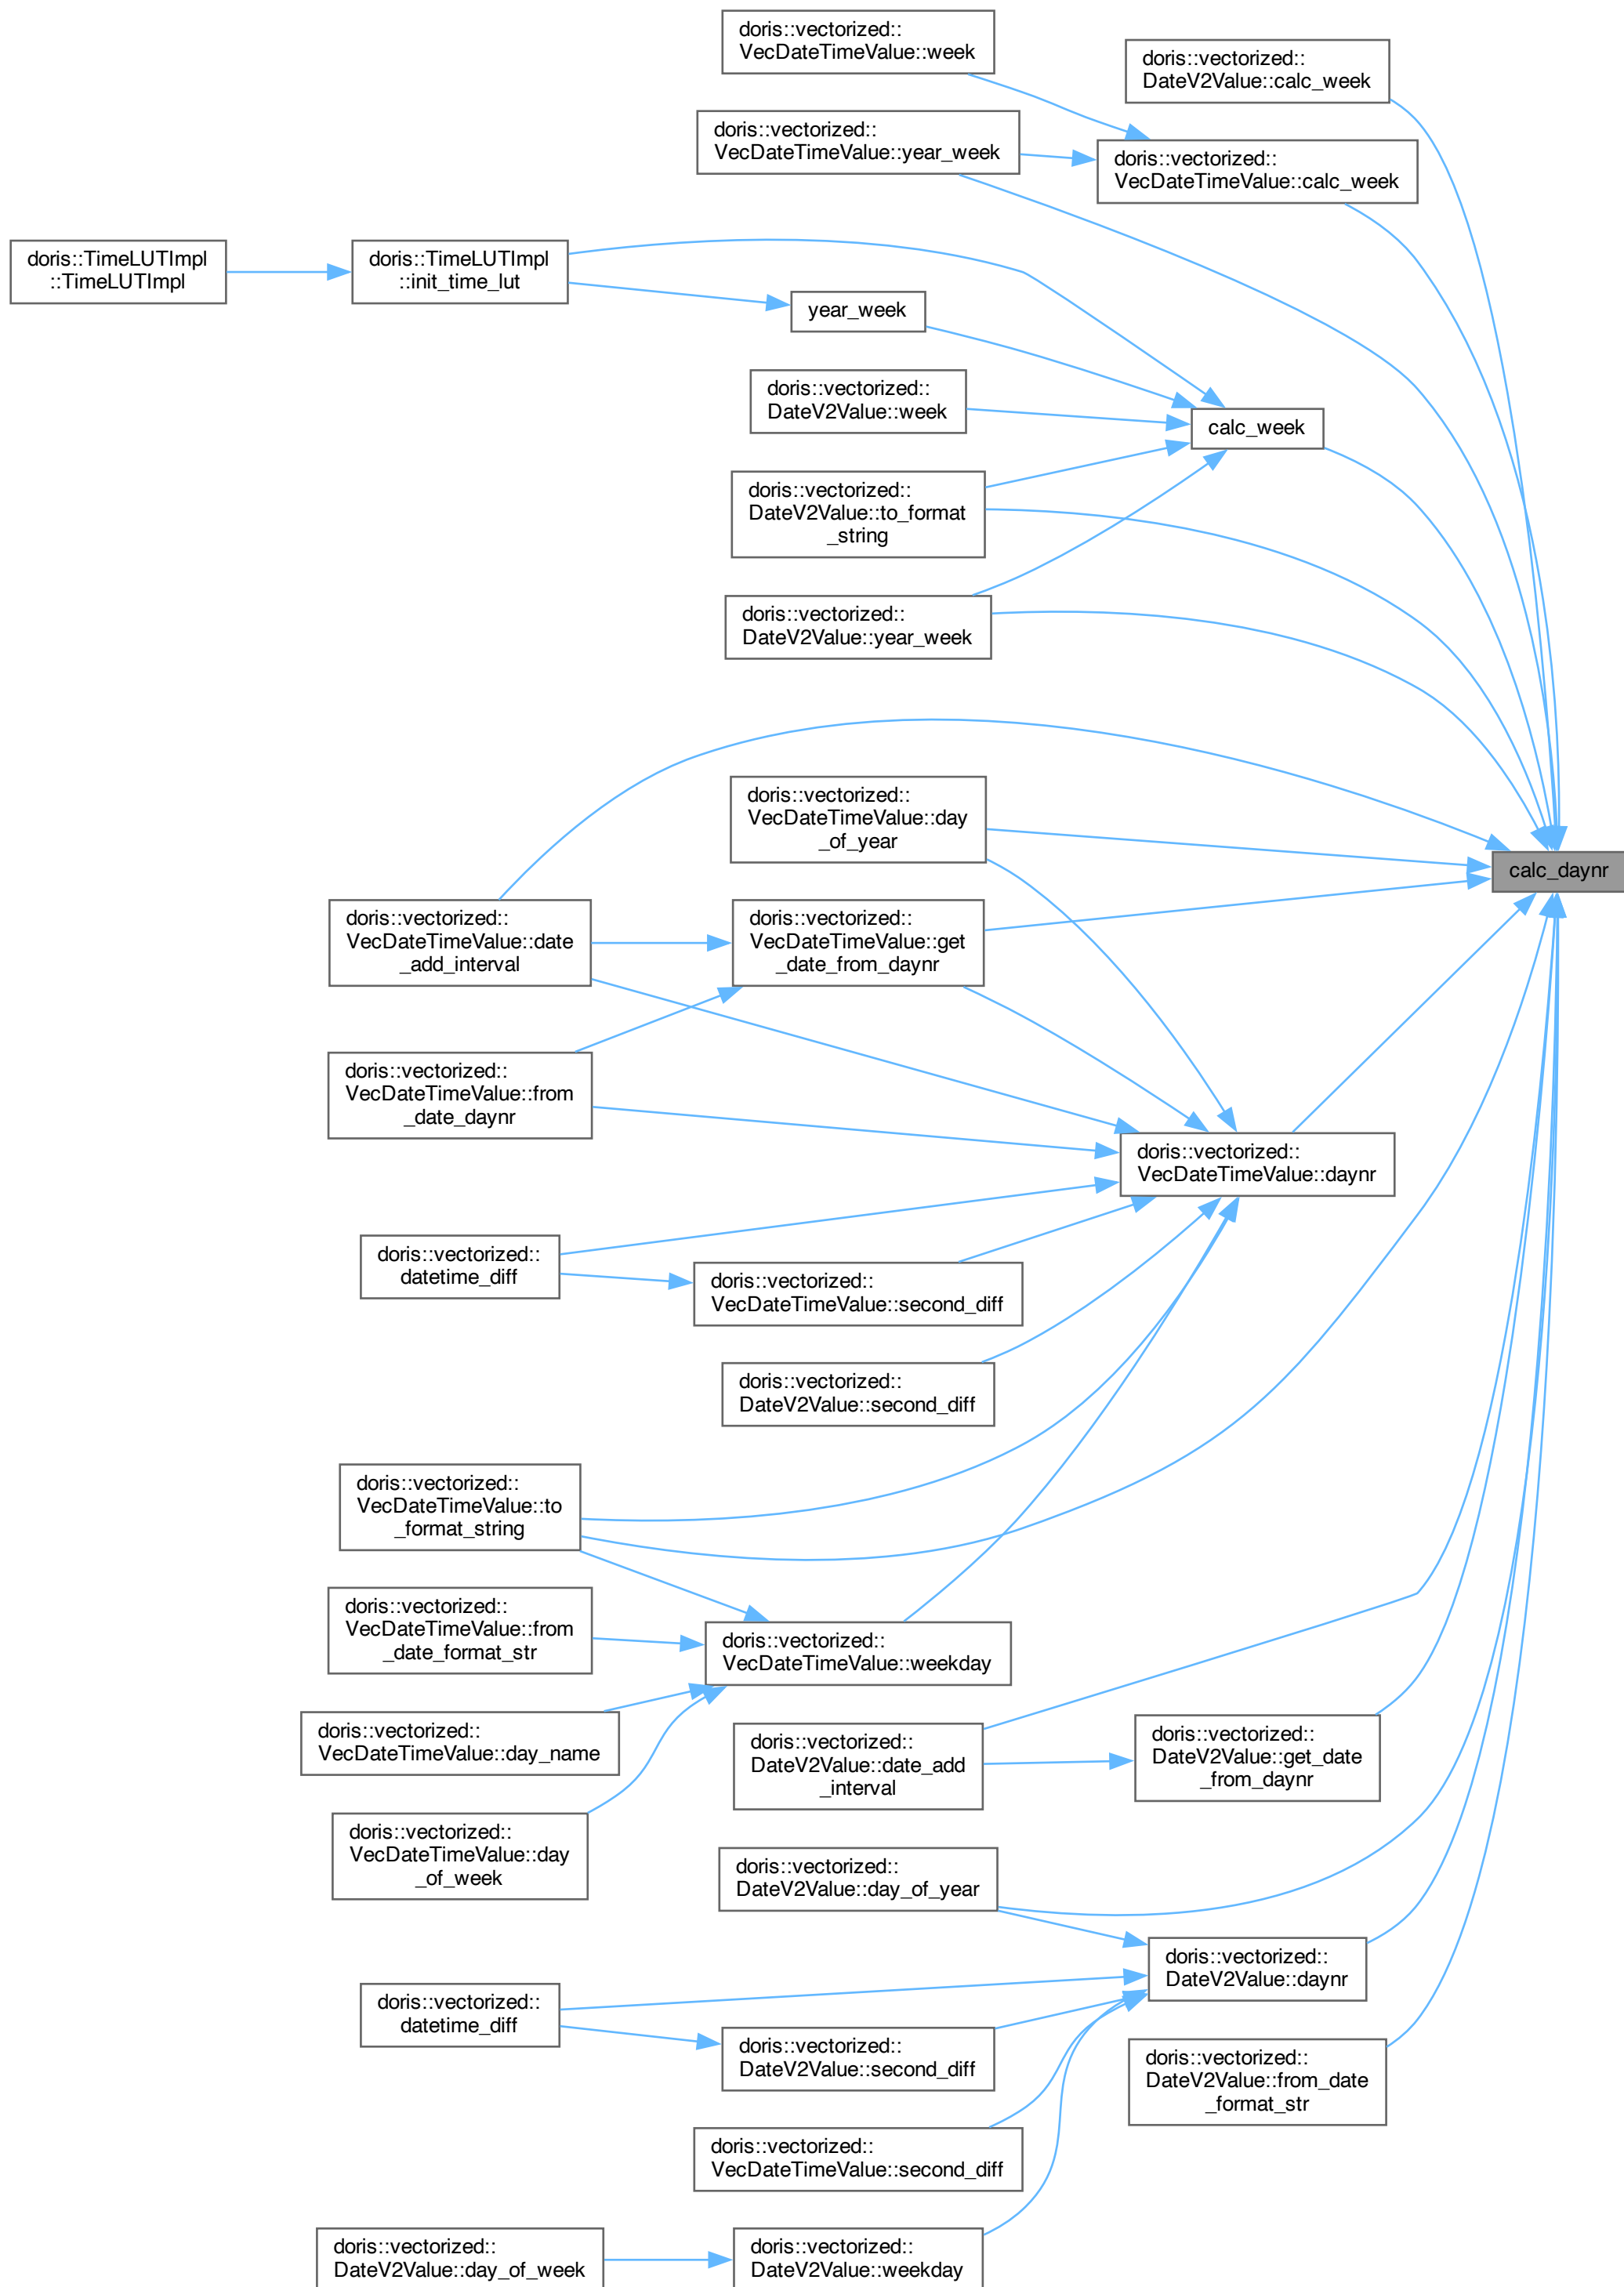 doris::vectorized::
VecDateTimeValue::week
doris::vectorized::
DateV2Value::calc_week
doris::vectorized::
VecDateTimeValue::year_week
doris::vectorized::
VecDateTimeValue::calc_week
doris::TimeLUTImpl
::TimeLUTImpl
doris::TimeLUTImpl
::init_time_lut
year_week
doris::vectorized::
DateV2Value::week
calc_week
doris::vectorized::
DateV2Value::to_format
_string
doris::vectorized::
DateV2Value::year_week
doris::vectorized::
VecDateTimeValue::day
_of_year
calc_daynr
doris::vectorized::
VecDateTimeValue::date
_add_interval
doris::vectorized::
VecDateTimeValue::get
_date_from_daynr
doris::vectorized::
VecDateTimeValue::from
_date_daynr
doris::vectorized::
VecDateTimeValue::daynr
doris::vectorized::
datetime_diff
doris::vectorized::
VecDateTimeValue::second_diff
doris::vectorized::
DateV2Value::second_diff
doris::vectorized::
VecDateTimeValue::to
_format_string
doris::vectorized::
VecDateTimeValue::from
_date_format_str
doris::vectorized::
VecDateTimeValue::weekday
doris::vectorized::
VecDateTimeValue::day_name
doris::vectorized::
DateV2Value::date_add
_interval
doris::vectorized::
DateV2Value::get_date
_from_daynr
doris::vectorized::
VecDateTimeValue::day
_of_week
doris::vectorized::
DateV2Value::day_of_year
doris::vectorized::
DateV2Value::daynr
doris::vectorized::
datetime_diff
doris::vectorized::
DateV2Value::second_diff
doris::vectorized::
DateV2Value::from_date
_format_str
doris::vectorized::
VecDateTimeValue::second_diff
doris::vectorized::
DateV2Value::day_of_week
doris::vectorized::
DateV2Value::weekday